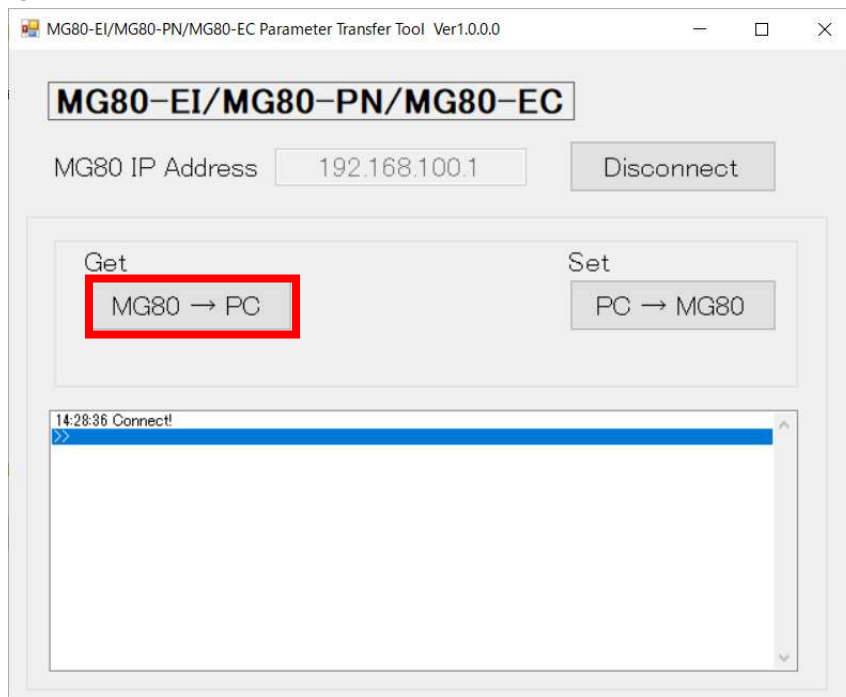 MG80-EI/MG80-PN/MG80-EC Parameter Transfer Tool Ver1.0.0.0
MG80-EI/MG80-PN/MG80-EC
MG80 IP Address 192.168.100.1 Disconnect
Get Set
MG80 → PC PC → MG80
14:28:36 Connect!
>>